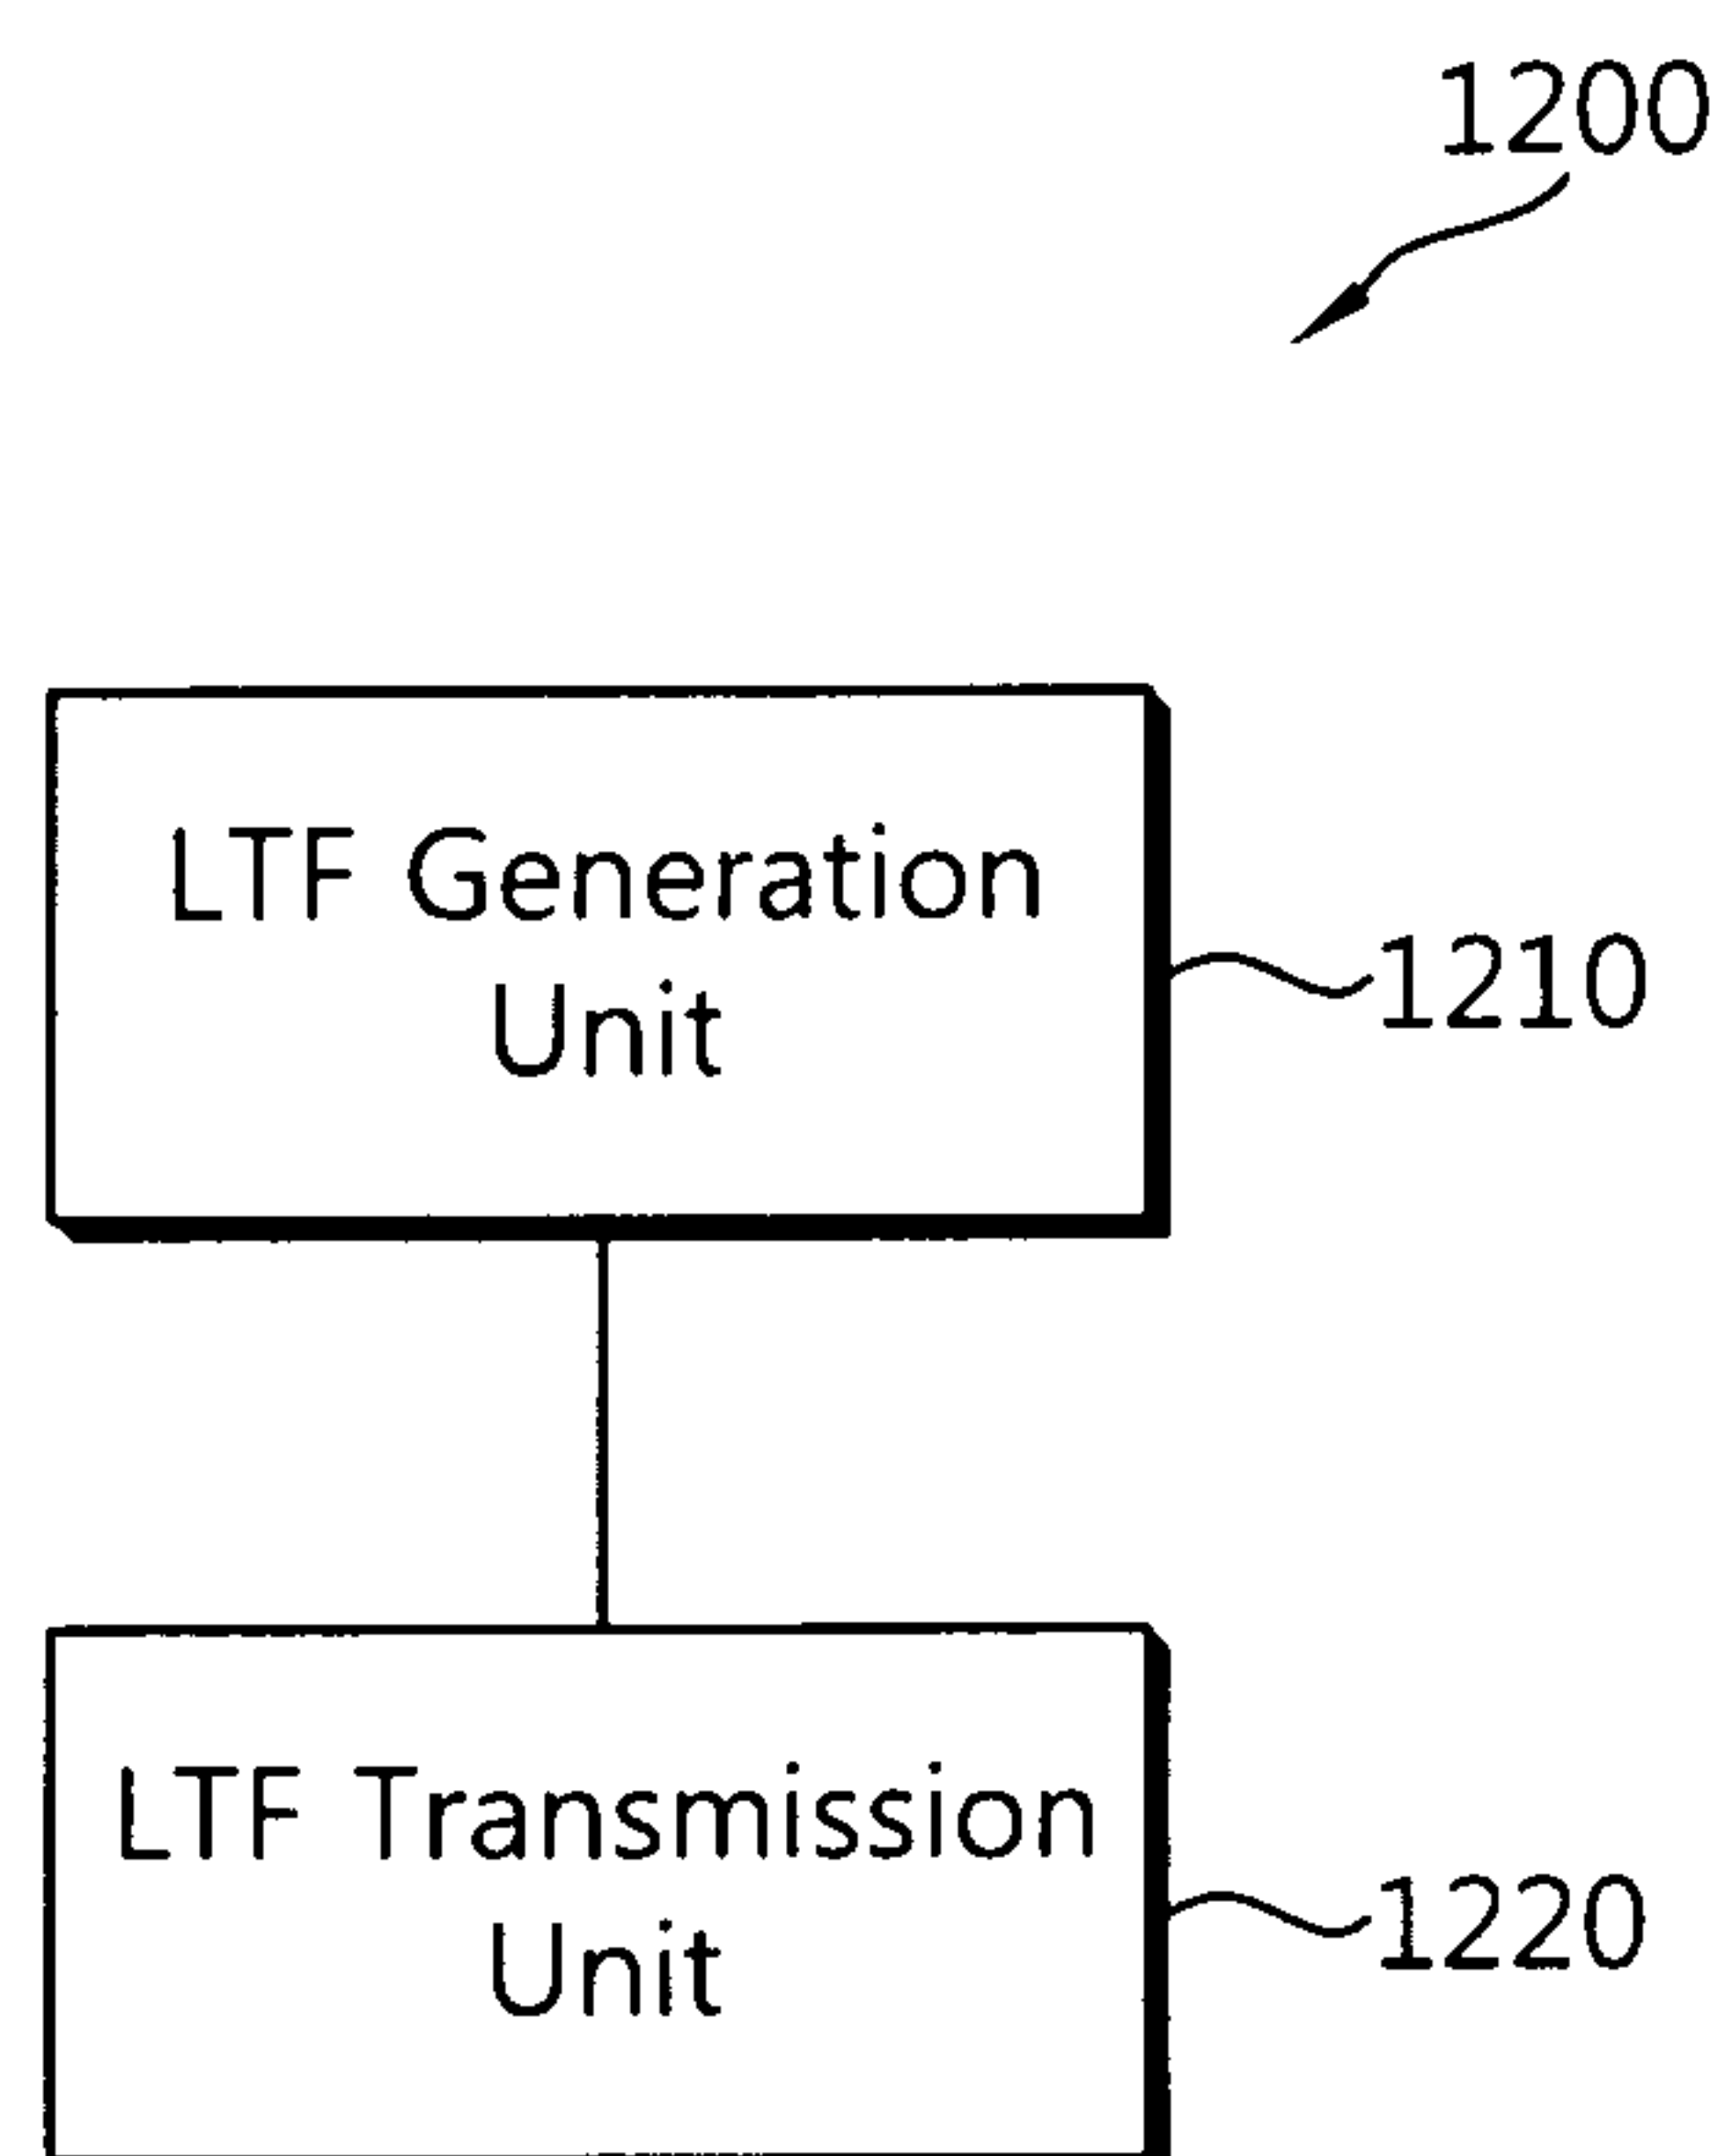 1200
LTF Generation
Unit
1210
LTF Transmission
Unit
1220